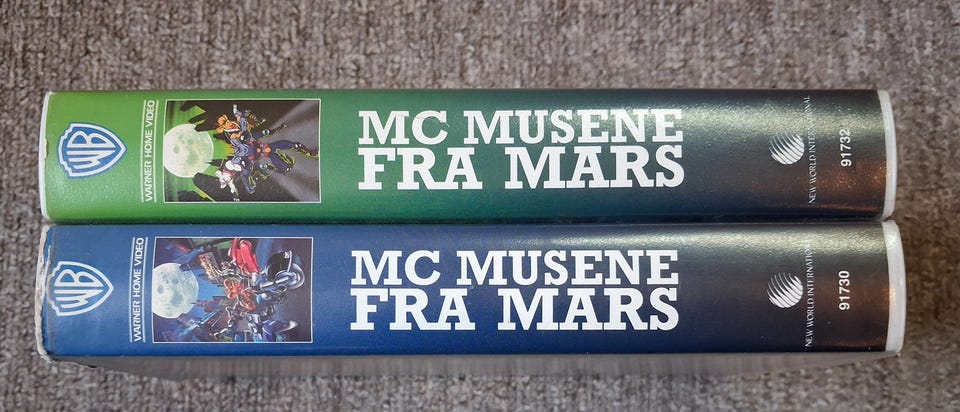 WB
WARNER HOME VIDEO
MC MUSENE
FRA MARS
NEW WORLD INTERNATIONAL
91732
WB
WARNER HOME VIDEO
MC MUSENE
FRA MARS
NEW WORLD INTERNATIONAL
91730